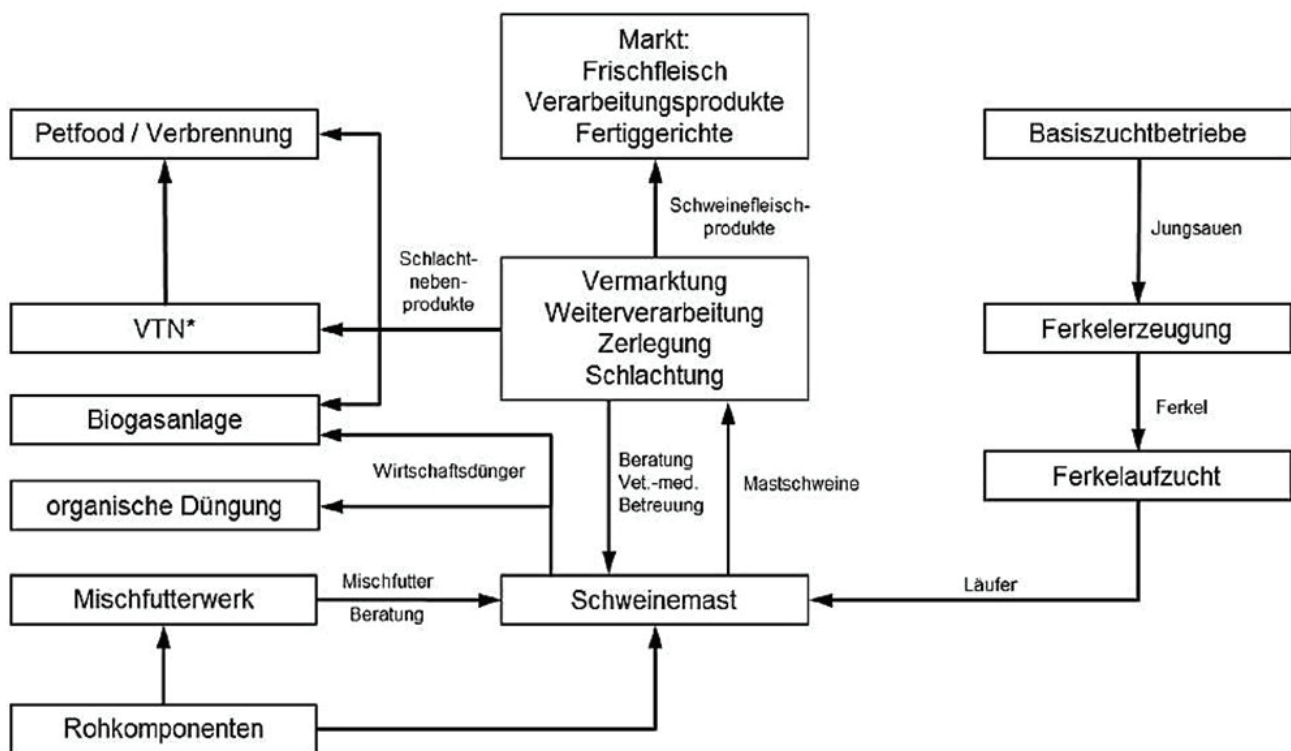 Markt:
Frischfleisch
Verarbeitungsprodukte
Fertiggerichte
Petfood / Verbrennung
Basiszuchtbetriebe
Schweinefleisch-
produkte
Jungsauen
Schlacht-
neben-
produkte
Vermarktung
Weiterverarbeitung
Zerlegung
Schlachtung
VTN*
Ferkelerzeugung
Biogasanlage
Ferkel
Wirtschaftsdünger
Beratung
Vet.-med.
Betreuung
Mastschweine
Ferkelaufzucht
organische Düngung
Mischfutterwerk
Mischfutter
Beratung
Schweinemast
Läufer
Rohkomponenten